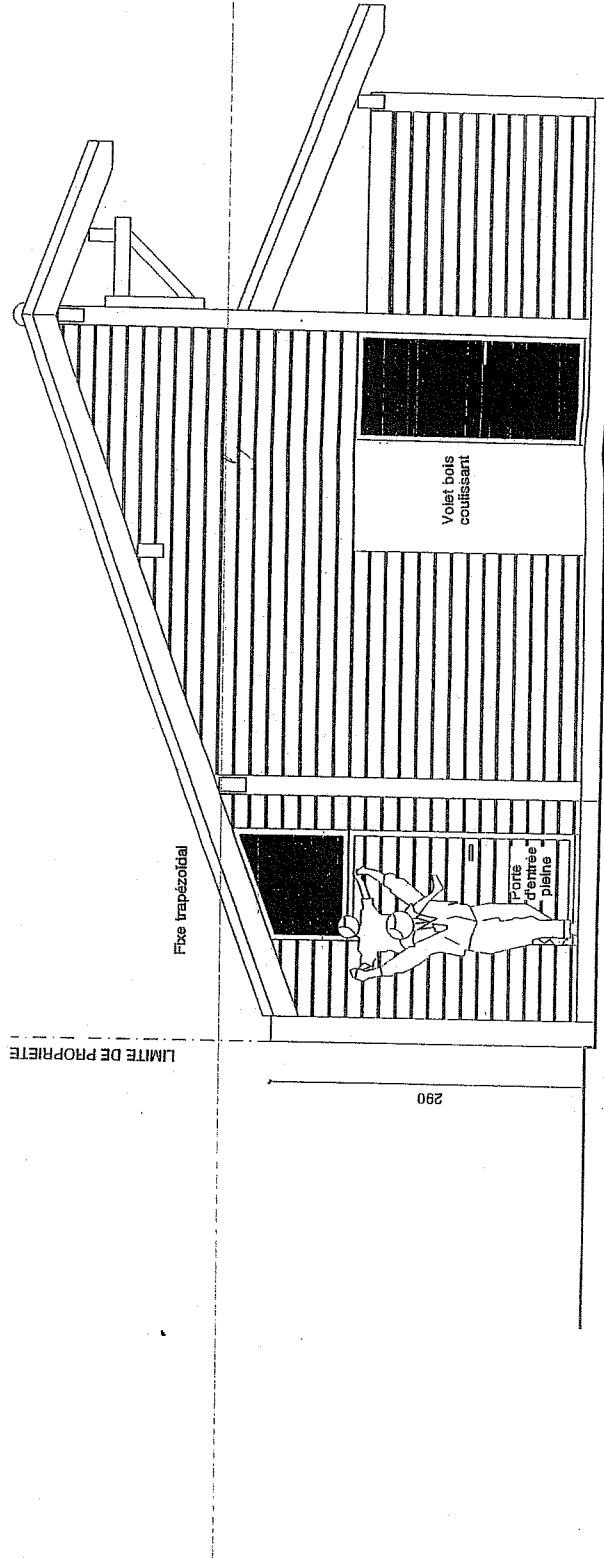 Fixe trapézoïdal
LIMITE DE PROPRIETE
290
Volet bois
coulissant
Porte
d'entrée
pleine